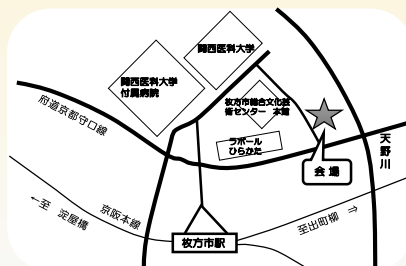 関西医科大学
関西医科大学
付属病院
枚方市総合文化芸
術センター 本館
府道京都守口線
ラポール
ひらかた
会場
天野川
←至 淀屋橋
京阪本線
枚方市駅
至出町柳 ⇐